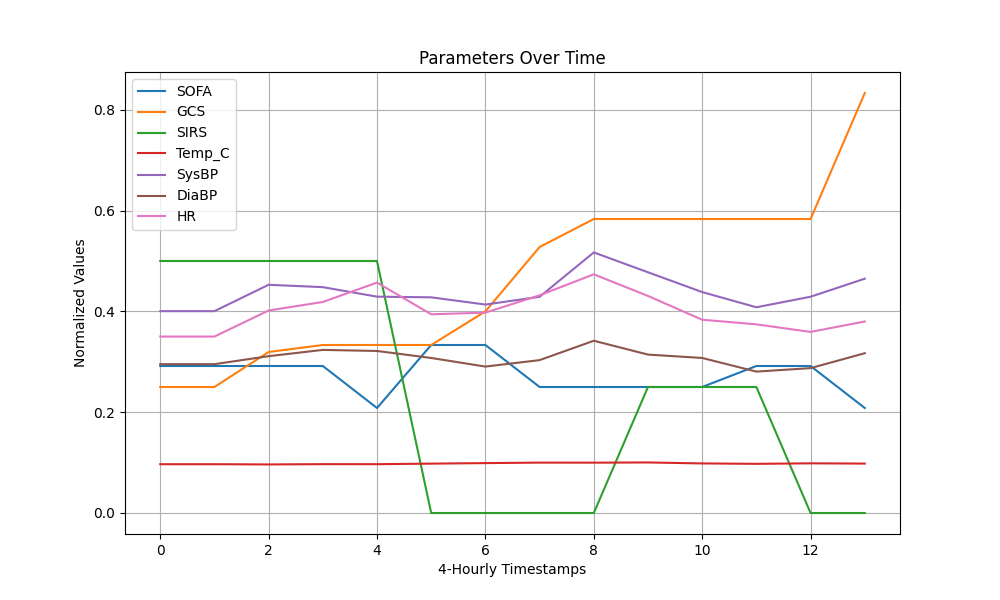 Parameters Over Time
SOFA
GCS
SIRS
Temp_C
SysBP
DiaBP
HR
Normalized Values
0.8
0.6
0.4
0.2
0.0
0 2 4 6 8 10 12
4-Hourly Timestamps